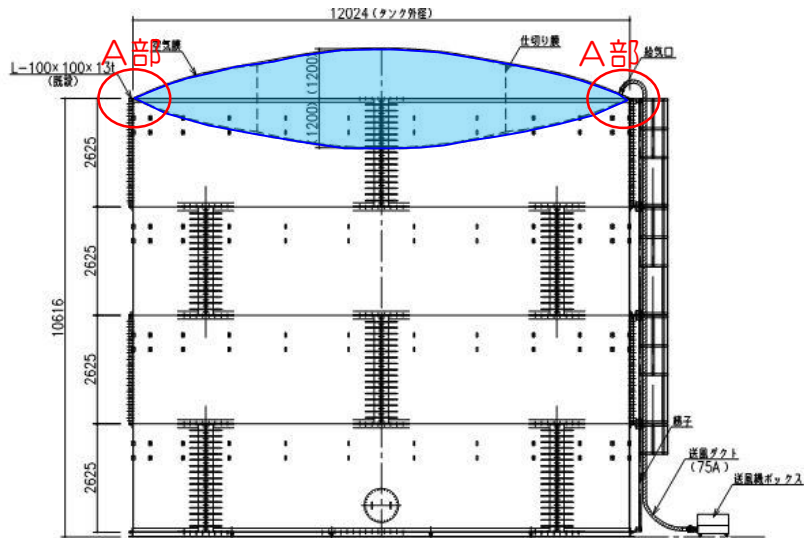 12024(タンク外径)
A部
空気膜
仕切り膜
A部
給気口
L-100×100×13t
(既設)
(1200)
(1200)
2625
2625
2625
2625
10616
梯子
送風ダクト
(75A)
送風機ボックス